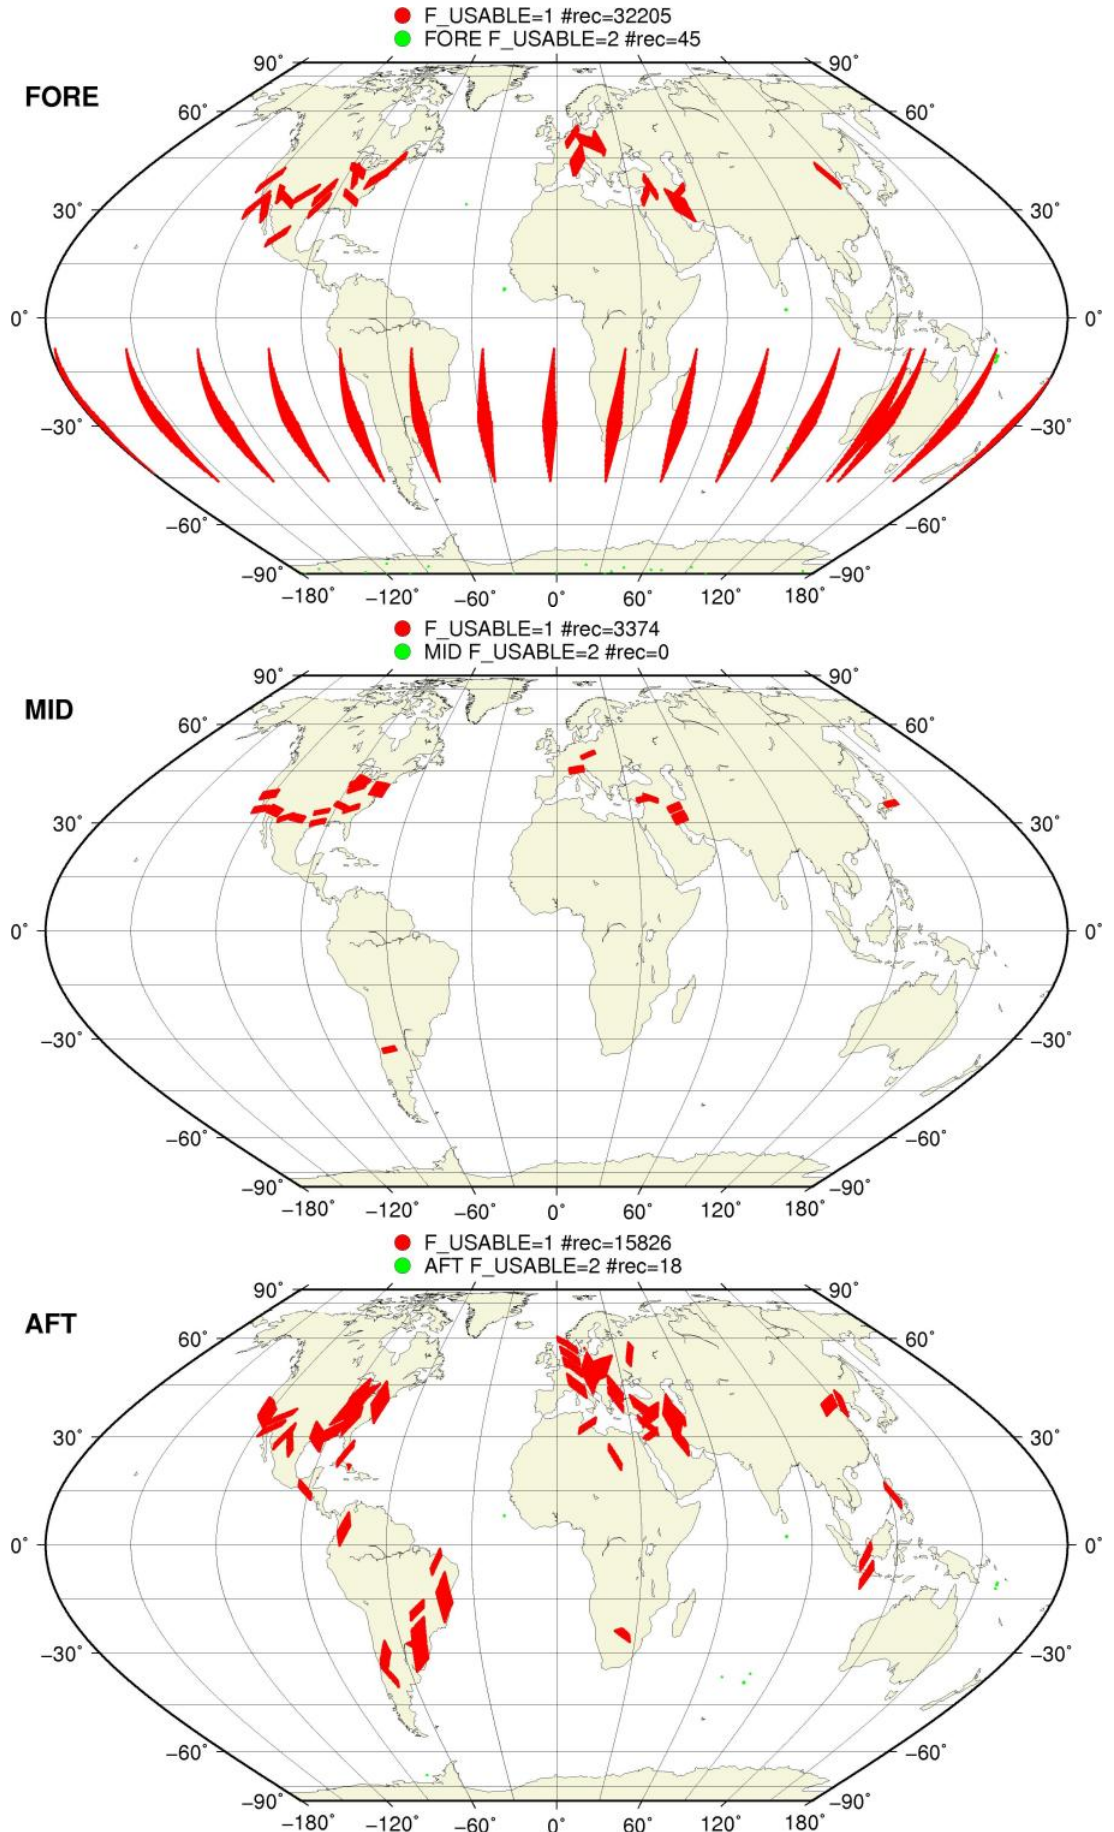 F_USABLE=1 #rec=32205
FORE F_USABLE=2 #rec=45
FORE
90° 90°
60° 60°
30° 30°
0° 0°
−30° −30°
−60° −60°
−90° −90°
−180° −120° −60° 0° 60° 120° 180°
F_USABLE=1 #rec=3374
MID F_USABLE=2 #rec=0
MID
90° 90°
60° 60°
30° 30°
0° 0°
−30° −30°
−60° −60°
−90° −90°
−180° −120° −60° 0° 60° 120° 180°
F_USABLE=1 #rec=15826
AFT F_USABLE=2 #rec=18
AFT
90° 90°
60° 60°
30° 30°
0° 0°
−30° −30°
−60° −60°
−90° −90°
−180° −120° −60° 0° 60° 120° 180°